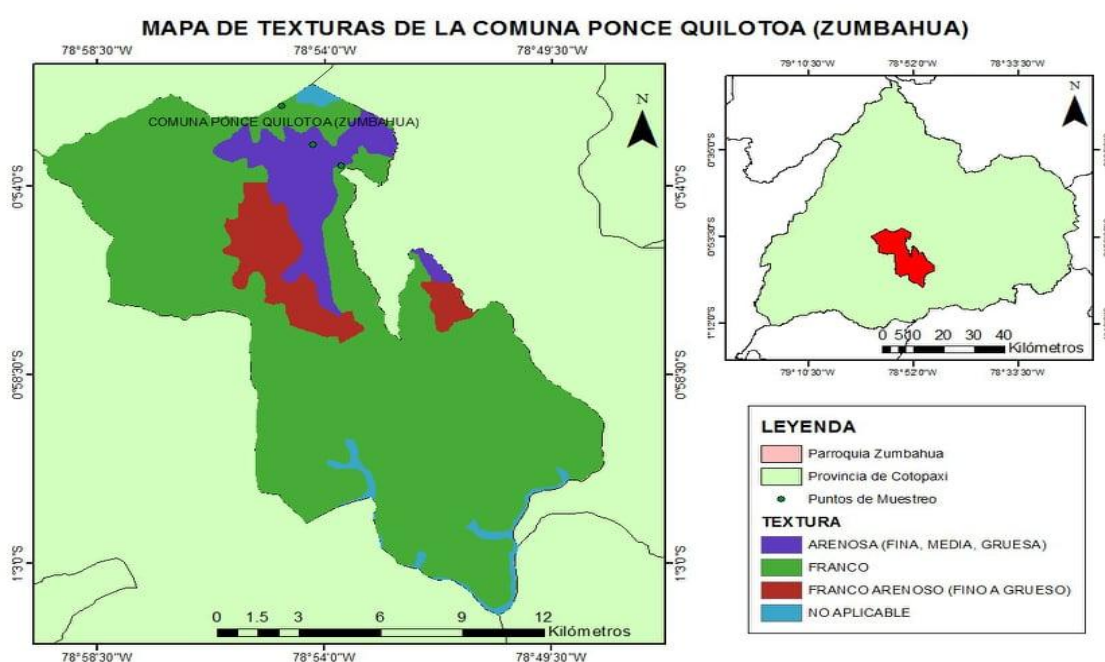 MAPA DE TEXTURAS DE LA COMUNA PONCE QUILOTOA (ZUMBAHUA)
78°58'30"W 78°54'0"W 78°49'30"W
N
COMUNA PONCE QUILOTOA (ZUMBAHUA)
0°54'0"S 0°54'0"S
0°58'30"S 0°58'30"S
1°3'0"S 1°3'0"S
0 1.5 3 6 9 12
Kilómetros
78°58'30"W 78°54'0"W 78°49'30"W
79°10'30"W 78°52'0"W 78°33'30"W
N
0°35'0"S
0°53'30"S
1°12'0"S
0 5 10 20 30 40
Kilómetros
79°10'30"W 78°52'0"W 78°33'30"W
LEYENDA
Parroquia Zumbahua
Provincia de Cotopaxi
Puntos de Muestreo
TEXTURA
ARENOSA (FINA, MEDIA, GRUESA)
FRANCO
FRANCO ARENOSO (FINO A GRUESO)
NO APLICABLE